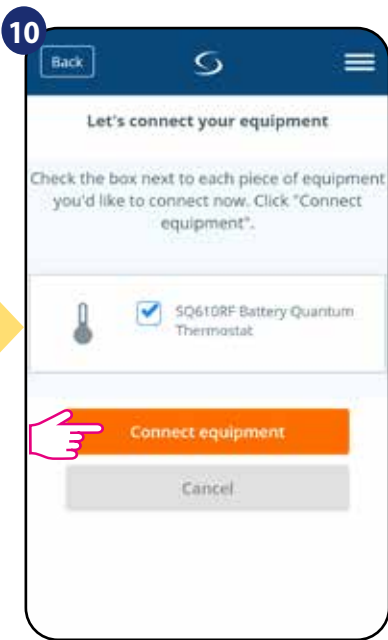 10
Back
Let's connect your equipment
Check the box next to each piece of equipment
you'd like to connect now. Click "Connect
equipment".
SQ610RF Battery Quantum
Thermostat
Connect equipment
Cancel